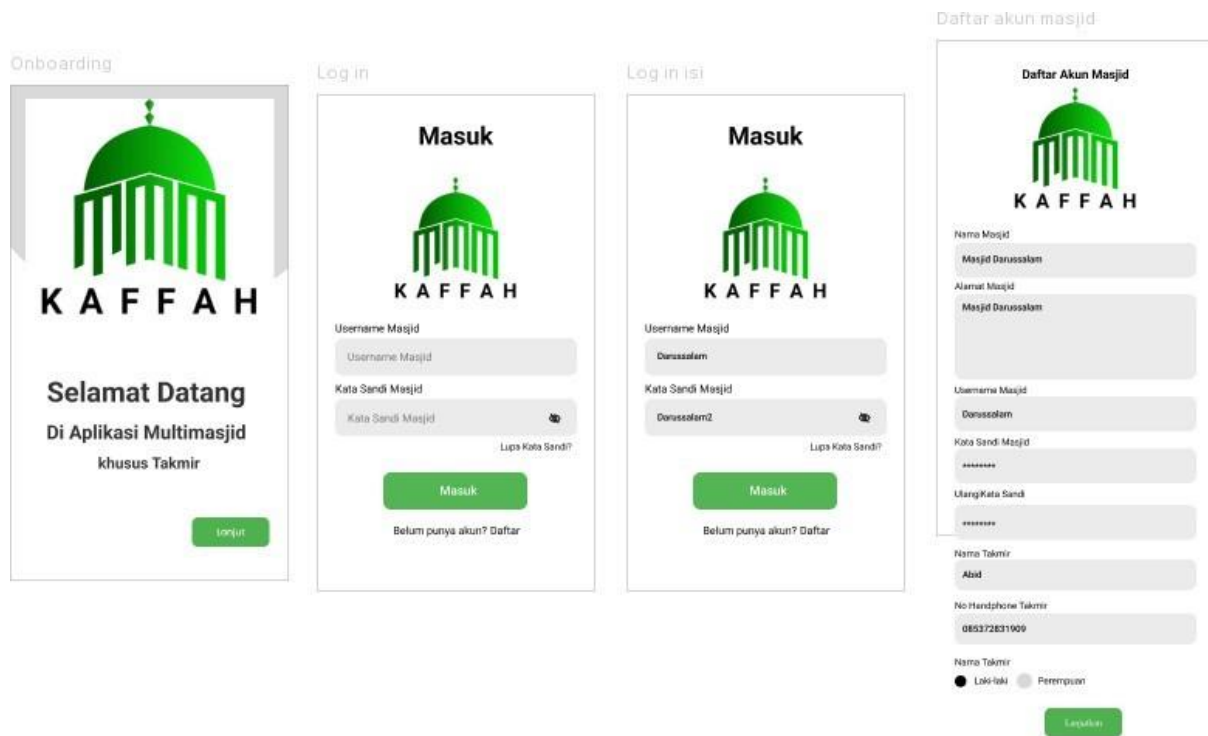 Onboarding
KAFFAH
Selamat Datang
Di Aplikasi Multimasjid
khusus Takmir
Lanjut
Log in
Masuk
KAFFAH
Username Masjid
Username Masjid
Kata Sandi Masjid
Kata Sandi Masjid
Lupa Kata Sandi?
Masuk
Belum punya akun? Daftar
Log in isi
Masuk
KAFFAH
Username Masjid
Darussalam
Kata Sandi Masjid
Darussalam2
Lupa Kata Sandi?
Masuk
Belum punya akun? Daftar
Daftar akun masjid
Daftar Akun Masjid
KAFFAH
Nama Masjid
Masjid Darussalam
Alamat Masjid
Masjid Darussalam
Username Masjid
Darussalam
Kata Sandi Masjid
********
Ulangi Kata Sandi
********
Nama Takmir
Abid
No Handphone Takmir
085372831909
Nama Takmir
Laki-laki Perempuan
Lanjutkan